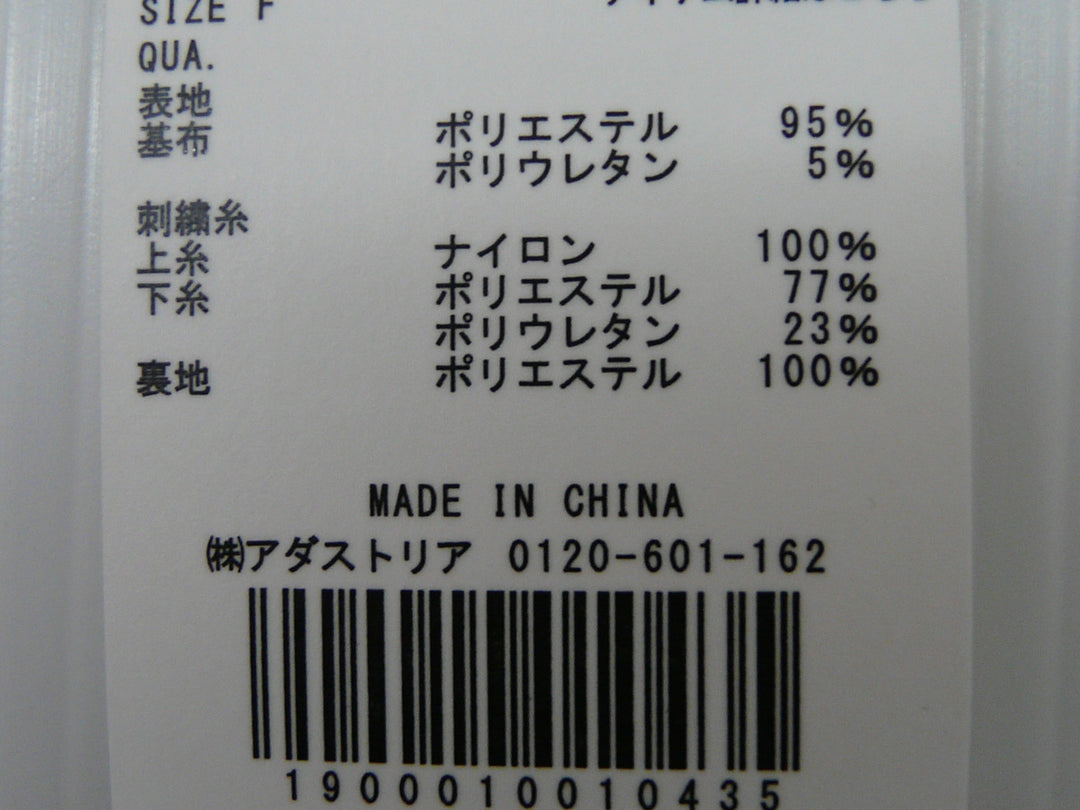 SIZE F
QUA.
表地
基布 ポリエステル 95%
ポリウレタン 5%
刺繍糸
上糸 ナイロン 100%
下糸 ポリエステル 77%
ポリウレタン 23%
裏地 ポリエステル 100%
MADE IN CHINA
㈱アダストリア 0120-601-162
1900010010435